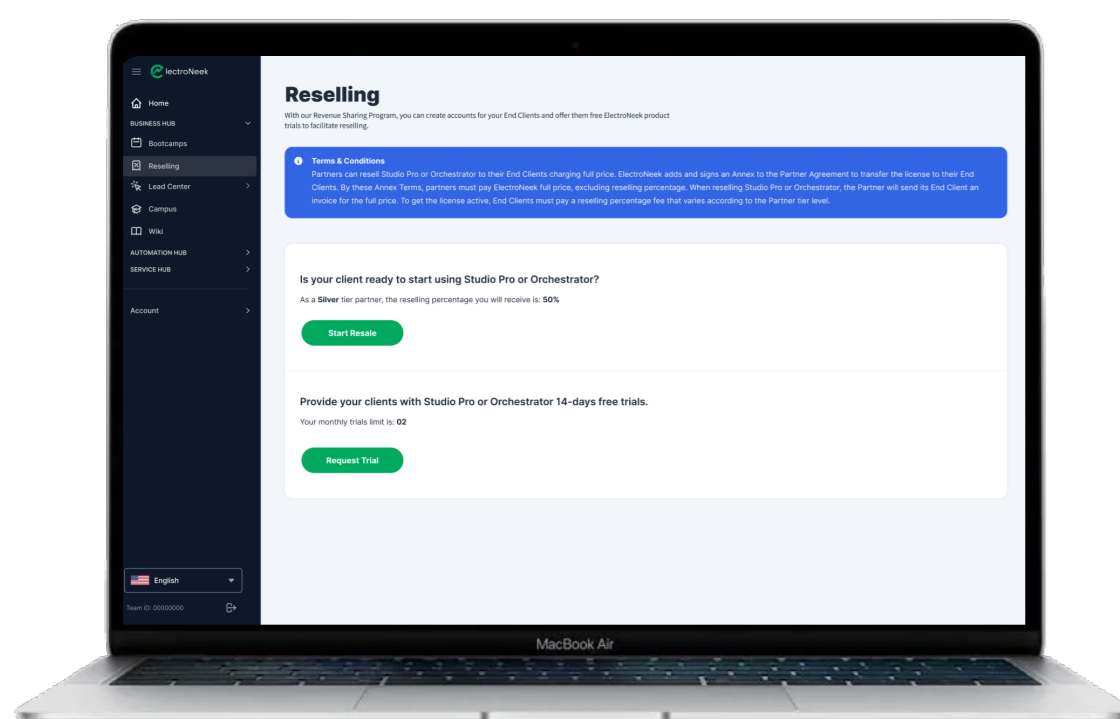 ElectroNeek
Home
BUSINESS HUB
Bootcamps
Reselling
Lead Center
Campus
Wiki
AUTOMATION HUB
SERVICE HUB
Account
English
Team ID: 00000000
Reselling
With our Revenue Sharing Program, you can create accounts for your End Clients and offer them free ElectroNeek product
trials to facilitate reselling.
Terms & Conditions
Partners can resell Studio Pro or Orchestrator to their End Clients charging full price. ElectroNeek adds and signs an Annex to the Partner Agreement to transfer the license to their End
Clients. By these Annex Terms, partners must pay ElectroNeek full price, excluding reselling percentage. When reselling Studio Pro or Orchestrator, the Partner will send its End Client an
invoice for the full price. To get the license active, End Clients must pay a reselling percentage fee that varies according to the Partner tier level.
Is your client ready to start using Studio Pro or Orchestrator?
As a Silver tier partner, the reselling percentage you will receive is: 50%
Start Resale
Provide your clients with Studio Pro or Orchestrator 14-days free trials.
Your monthly trials limit is: 02
Request Trial
MacBook Air